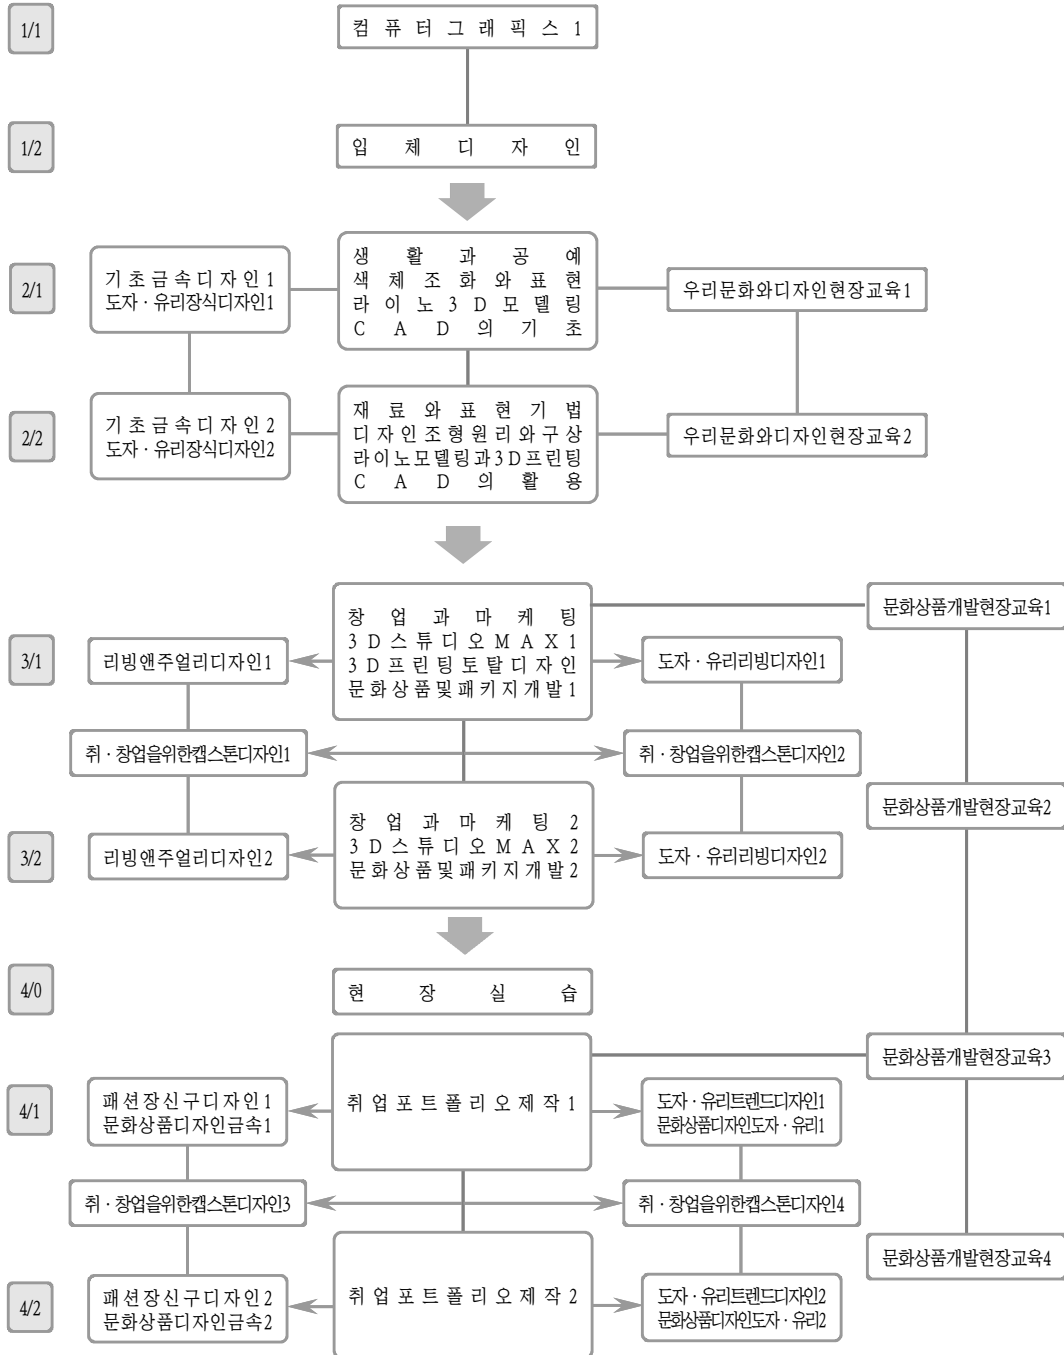 1/1
컴퓨터그래픽스1
1/2
입체디자인
2/1
기초금속디자인1
도자·유리장식디자인1
생활과공예
색체조화와표현
라이노3D모델링
CAD의기초
우리문화와디자인현장교육1
2/2
기초금속디자인2
도자·유리장식디자인2
재료와표현기법
디자인조형원리와구상
라이노모델링과3D프린팅
CAD의활용
우리문화와디자인현장교육2
문화상품개발현장교육1
3/1
리빙앤주얼리디자인1
창업과마케팅
3D스튜디오MAX1
3D프린팅토탈디자인
문화상품및패키지개발1
도자·유리리빙디자인1
취·창업을위한캡스톤디자인1
취·창업을위한캡스톤디자인2
문화상품개발현장교육2
3/2
리빙앤주얼리디자인2
창업과마케팅2
3D스튜디오MAX2
문화상품및패키지개발2
도자·유리리빙디자인2
4/0
현장실습
문화상품개발현장교육3
4/1
패션장신구디자인1
문화상품디자인금속1
취업포트폴리오제작1
도자·유리트렌드디자인1
문화상품디자인도자·유리1
취·창업을위한캡스톤디자인3
취·창업을위한캡스톤디자인4
문화상품개발현장교육4
4/2
패션장신구디자인2
문화상품디자인금속2
취업포트폴리오제작2
도자·유리트렌드디자인2
문화상품디자인도자·유리2